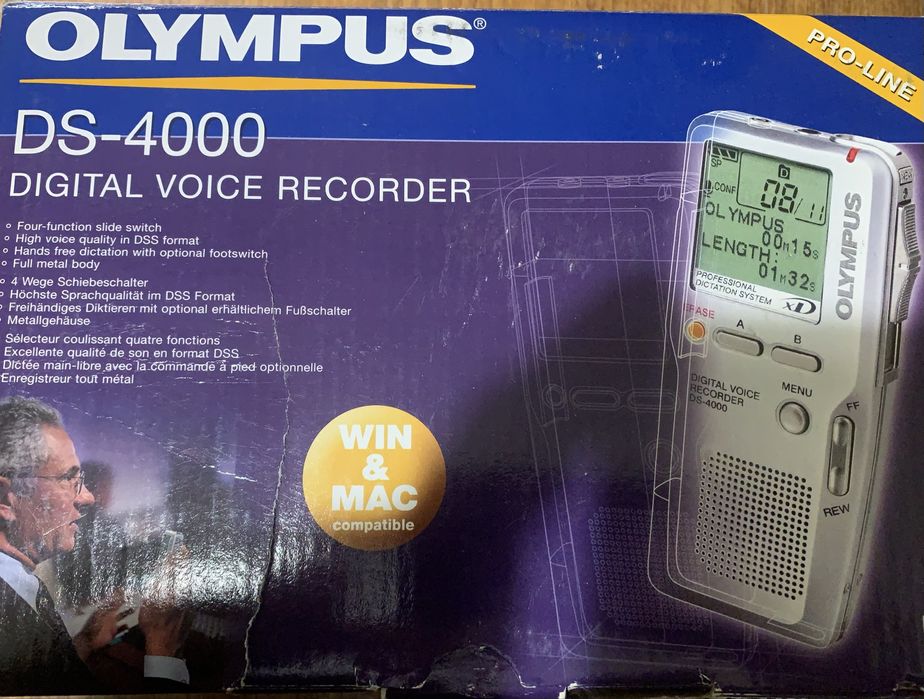 OLYMPUS®
PRO-LINE
DS-4000
DIGITAL VOICE RECORDER
Four-function slide switch
High voice quality in DSS format
Hands free dictation with optional footswitch
Full metal body
4 Wege Schiebeschalter
Höchste Sprachqualität im DSS Format
Freihändiges Diktieren mit optional erhältlichem Fußschalter
Metallgehäuse
Sélecteur coulissant quatre fonctions
Excellente qualité de son en format DSS
Dictée main-libre avec la commande à pied optionnelle
Enregistreur tout métal
WIN
&
MAC
compatible
SP
D
CONF
08/11
OLYMPUS
00M15S
LENGTH:
01M32S
PROFESSIONAL
DICTATION SYSTEM
xD
OLYMPUS
NEW
ERASE
A
B
DIGITAL VOICE
RECORDER
DS-4000
MENU
FF
REW